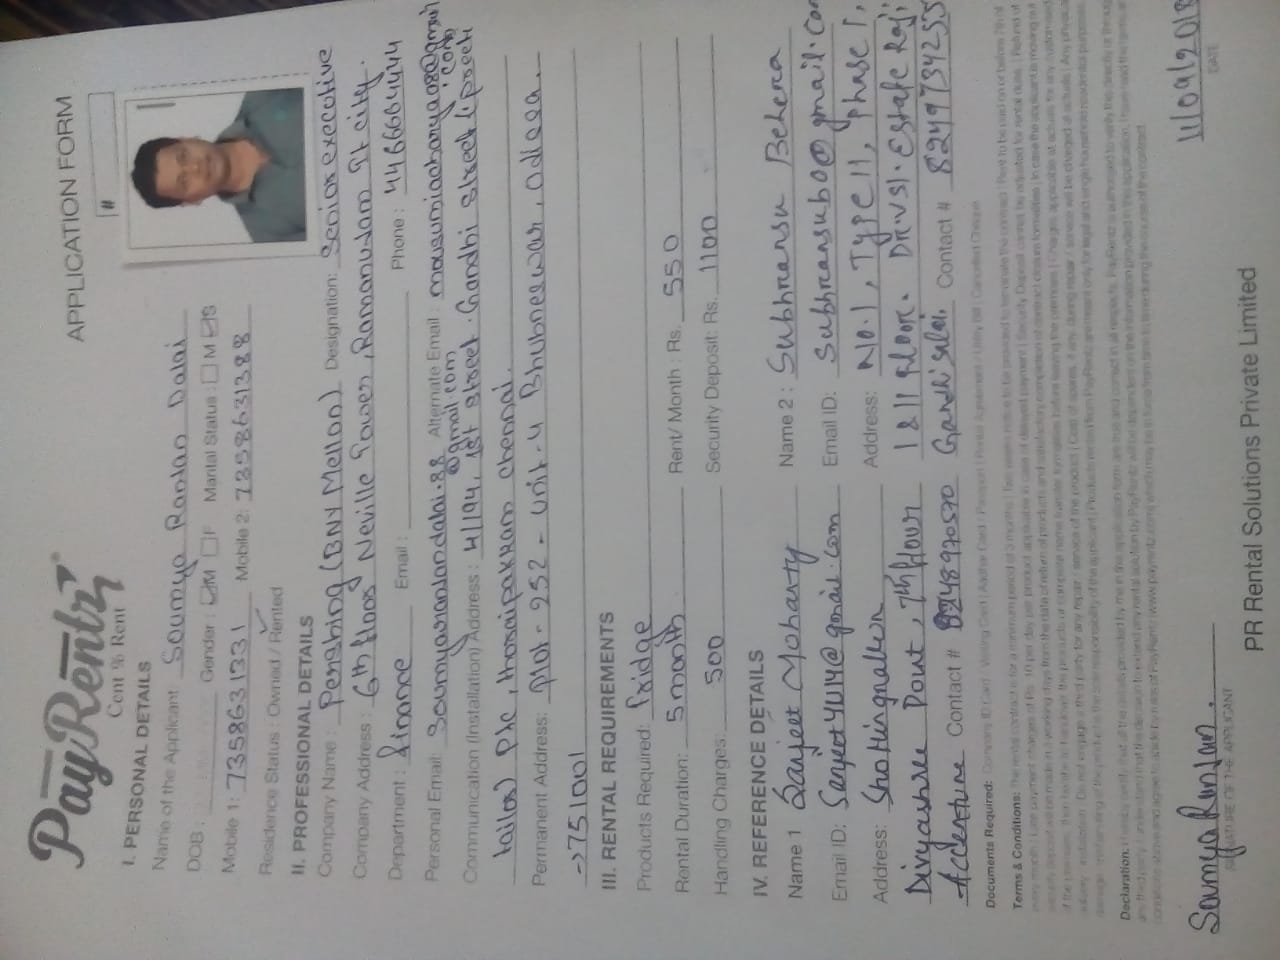 PayRentz
Cent % Rent
APPLICATION FORM
#
I. PERSONAL DETAILS
Name of the Applicant: Soumya Ranjan Dalai
DOB : Gender : M F Marital Status : M S
Mobile 1: 7358631331 Mobile 2: 7358631388
Residence Status : Owned / Rented
II. PROFESSIONAL DETAILS
Company Name : Pershing (BNY Mellon) Designation: Senior executive
Company Address : 6th floor Neville Tower, Ramanujam It city.
Department : finance Email : Phone : 4466664444
Personal Email: Soumyaranjandalai.88@gmail.com Alternate Email : mousumiacharya08@gmail.com
Communication (Installation) Address : 4/194, 1st street. Gandhi street (preeti
tailor) Ptc, thoraipakkam chennai.
Permanent Address: plot - 252 - unit - 4 Bhubneswar, Odissa.
→751001
III. RENTAL REQUIREMENTS
Products Required: fridge
Rental Duration: 5 month Rent/ Month : Rs. 550
Handling Charges: 500 Security Deposit: Rs. 1100
IV. REFERENCE DETAILS
Name 1 Sanjeet Mohanty Name 2 : Subhransu Behera
Email ID: Sanjeet4414@gmail.com Email ID: Subhransub0@gmail.com
Address: Shollingnallur Address: No.1, Type II, Phase I,
Divyashree Point, 7th flour I & II Floor. Dr.VSI. Estate Raji
Accenture Contact # 8248970570 Gandhi Salai. Contact # 8249734255
Documents Required: Company ID Card / Visiting Card | Aadhar Card / Passport | Rental Agreement / Utility Bill | Cancelled Cheque
Terms & Conditions: The rental contract is for a minimum period of 3 months | Two weeks notice to be provided to terminate the contract | Rent to be paid on or before 7th of
every month | Late payment charges of Rs. 10 per day per product applicable in case of delayed payment | Security Deposit cannot be adjusted for rental dues | Refund of
security deposit will be made in 3 working days from the date of return of products and satisfactory completion of contract closure formalities | In case the applicant is moving out
of the premises, then he/she to handover the products or complete name transfer formalities before leaving the premises | Charges applicable at actuals for any customised
delivery / installation | Do not engage a third party for any repair / service of the product | Cost of spares, if any, during repair / service will be charged at actuals | Any physical
damage / mishandling of the product is the sole responsibility of the applicant | Products rented from PayRentz are meant only for legal and single household residential purposes.
Declaration: I hereby certify that all the details provided by me in this application form are true and correct in all respects. PayRentz is authorised to verify this directly or through
any third party. I understand that the decision to extend any rental solution by PayRentz will be dependent on the information provided in this application. I have read the terms and
conditions above and agree to abide by rules of PayRentz (www.payrentz.com) which may be in force from time to time during the course of the contract.
Soumya Ranjan. 11/09/2018
SIGNATURE OF THE APPLICANT DATE
PR Rental Solutions Private Limited